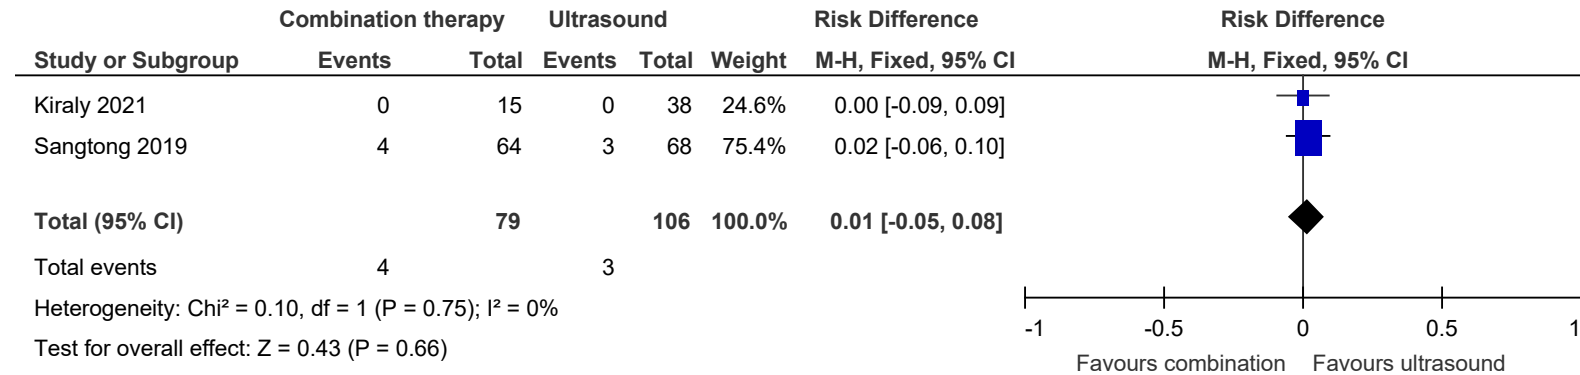 Combination therapy Ultrasound Risk Difference Risk Difference
Study or Subgroup Events Total Events Total Weight M-H, Fixed, 95% CI M-H, Fixed, 95% CI
Kiraly 2021 0 15 0 38 24.6% 0.00 [-0.09, 0.09]
Sangtong 2019 4 64 3 68 75.4% 0.02 [-0.06, 0.10]
Total (95% CI) 79 106 100.0% 0.01 [-0.05, 0.08]
Total events 4 3
Heterogeneity: Chi² = 0.10, df = 1 (P = 0.75); I² = 0%
Test for overall effect: Z = 0.43 (P = 0.66)
-1 -0.5 0 0.5 1
Favours combination Favours ultrasound